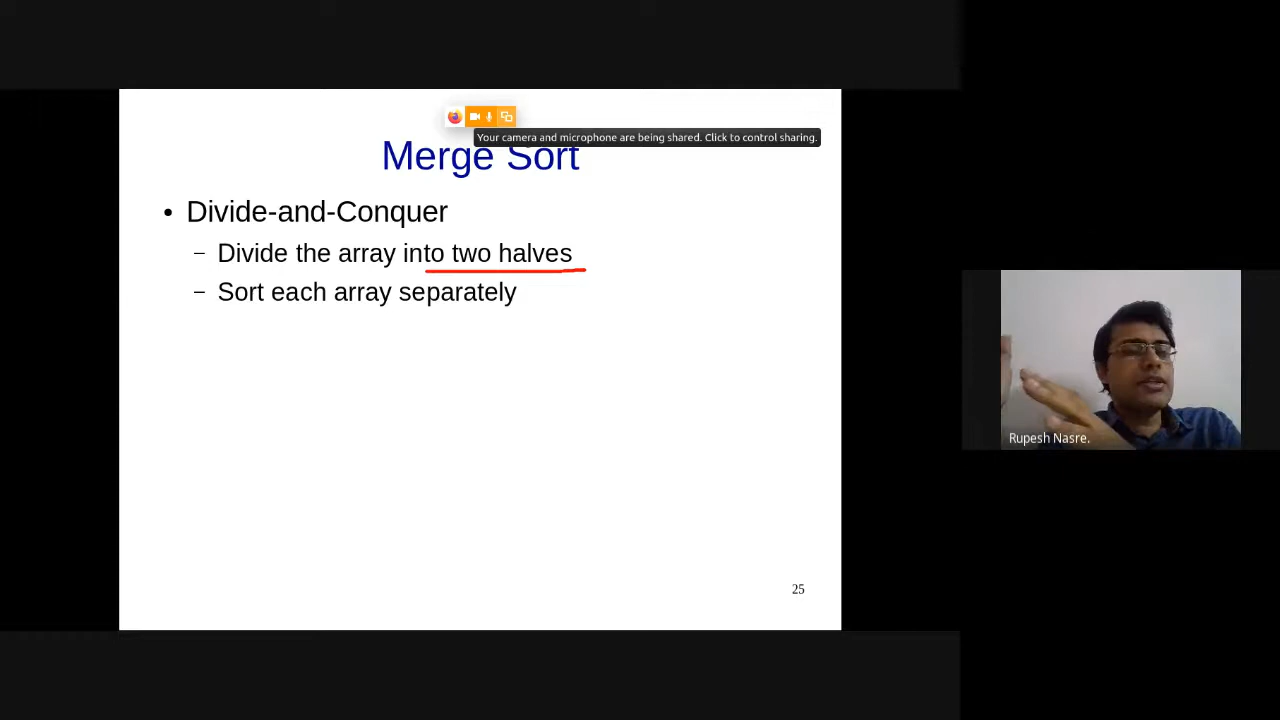 Your camera and microphone are being shared. Click to control sharing.
Merge Sort
• Divide-and-Conquer
– Divide the array into two halves
– Sort each array separately
Rupesh Nasre.
25